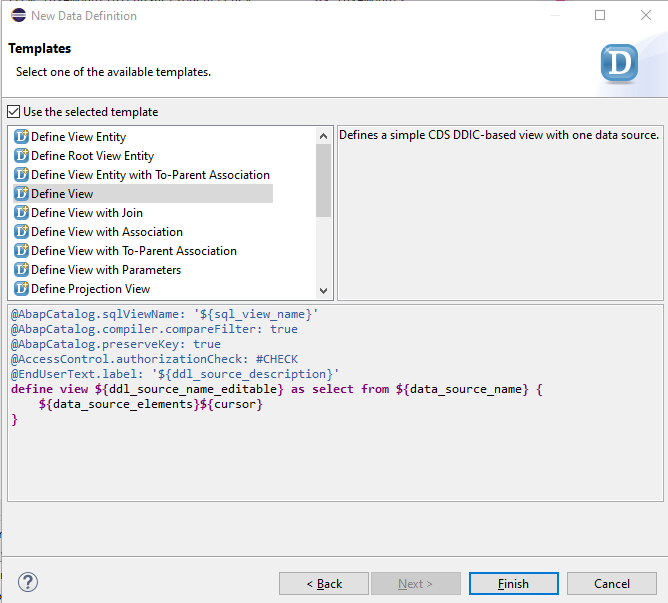 New Data Definition
Templates
Select one of the available templates.
D
Use the selected template
Define View Entity
Define Root View Entity
Define View Entity with To-Parent Association
Define View
Define View with Join
Define View with Association
Define View with To-Parent Association
Define View with Parameters
Define Projection View
Defines a simple CDS DDIC-based view with one data source.
@AbapCatalog.sqlViewName: '${sql_view_name}'
@AbapCatalog.compiler.compareFilter: true
@AbapCatalog.preserveKey: true
@AccessControl.authorizationCheck: #CHECK
@EndUserText.label: '${ddl_source_description}'
define view ${ddl_source_name_editable} as select from ${data_source_name} {
    ${data_source_elements}${cursor}
}
?
< Back
Next >
Finish
Cancel